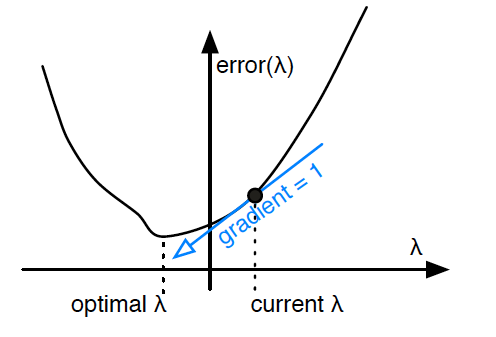 error(λ)
gradient = 1
λ
optimal λ
current λ